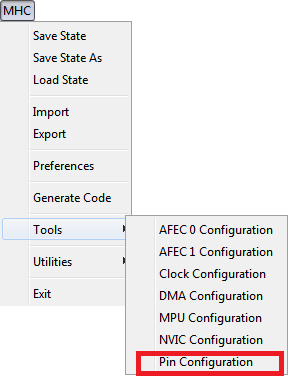 MHC
Save State
Save State As
Load State
Import
Export
Preferences
Generate Code
Tools
AFEC 0 Configuration
AFEC 1 Configuration
Clock Configuration
DMA Configuration
MPU Configuration
NVIC Configuration
Pin Configuration
Utilities
Exit